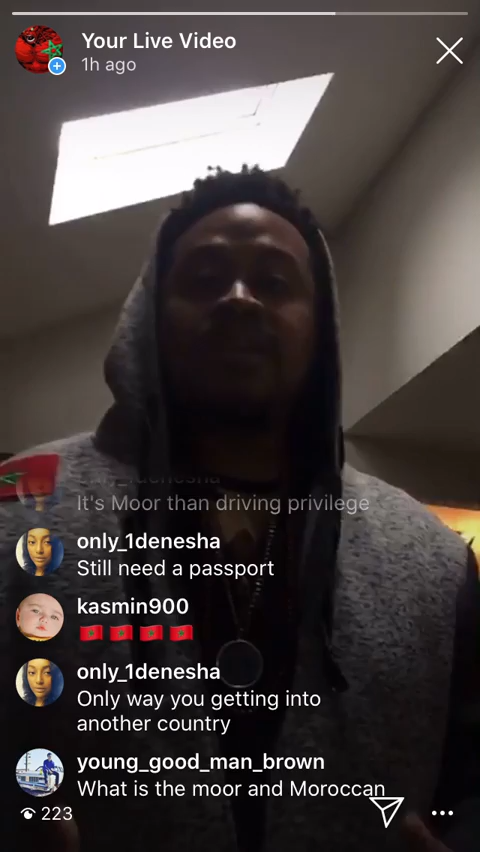 Your Live Video
1h ago
only_1denesha
It's Moor than driving privilege
only_1denesha
Still need a passport
kasmin900
🇲🇦 🇲🇦 🇲🇦 🇲🇦
only_1denesha
Only way you getting into
another country
young_good_man_brown
What is the moor and Moroccan
223